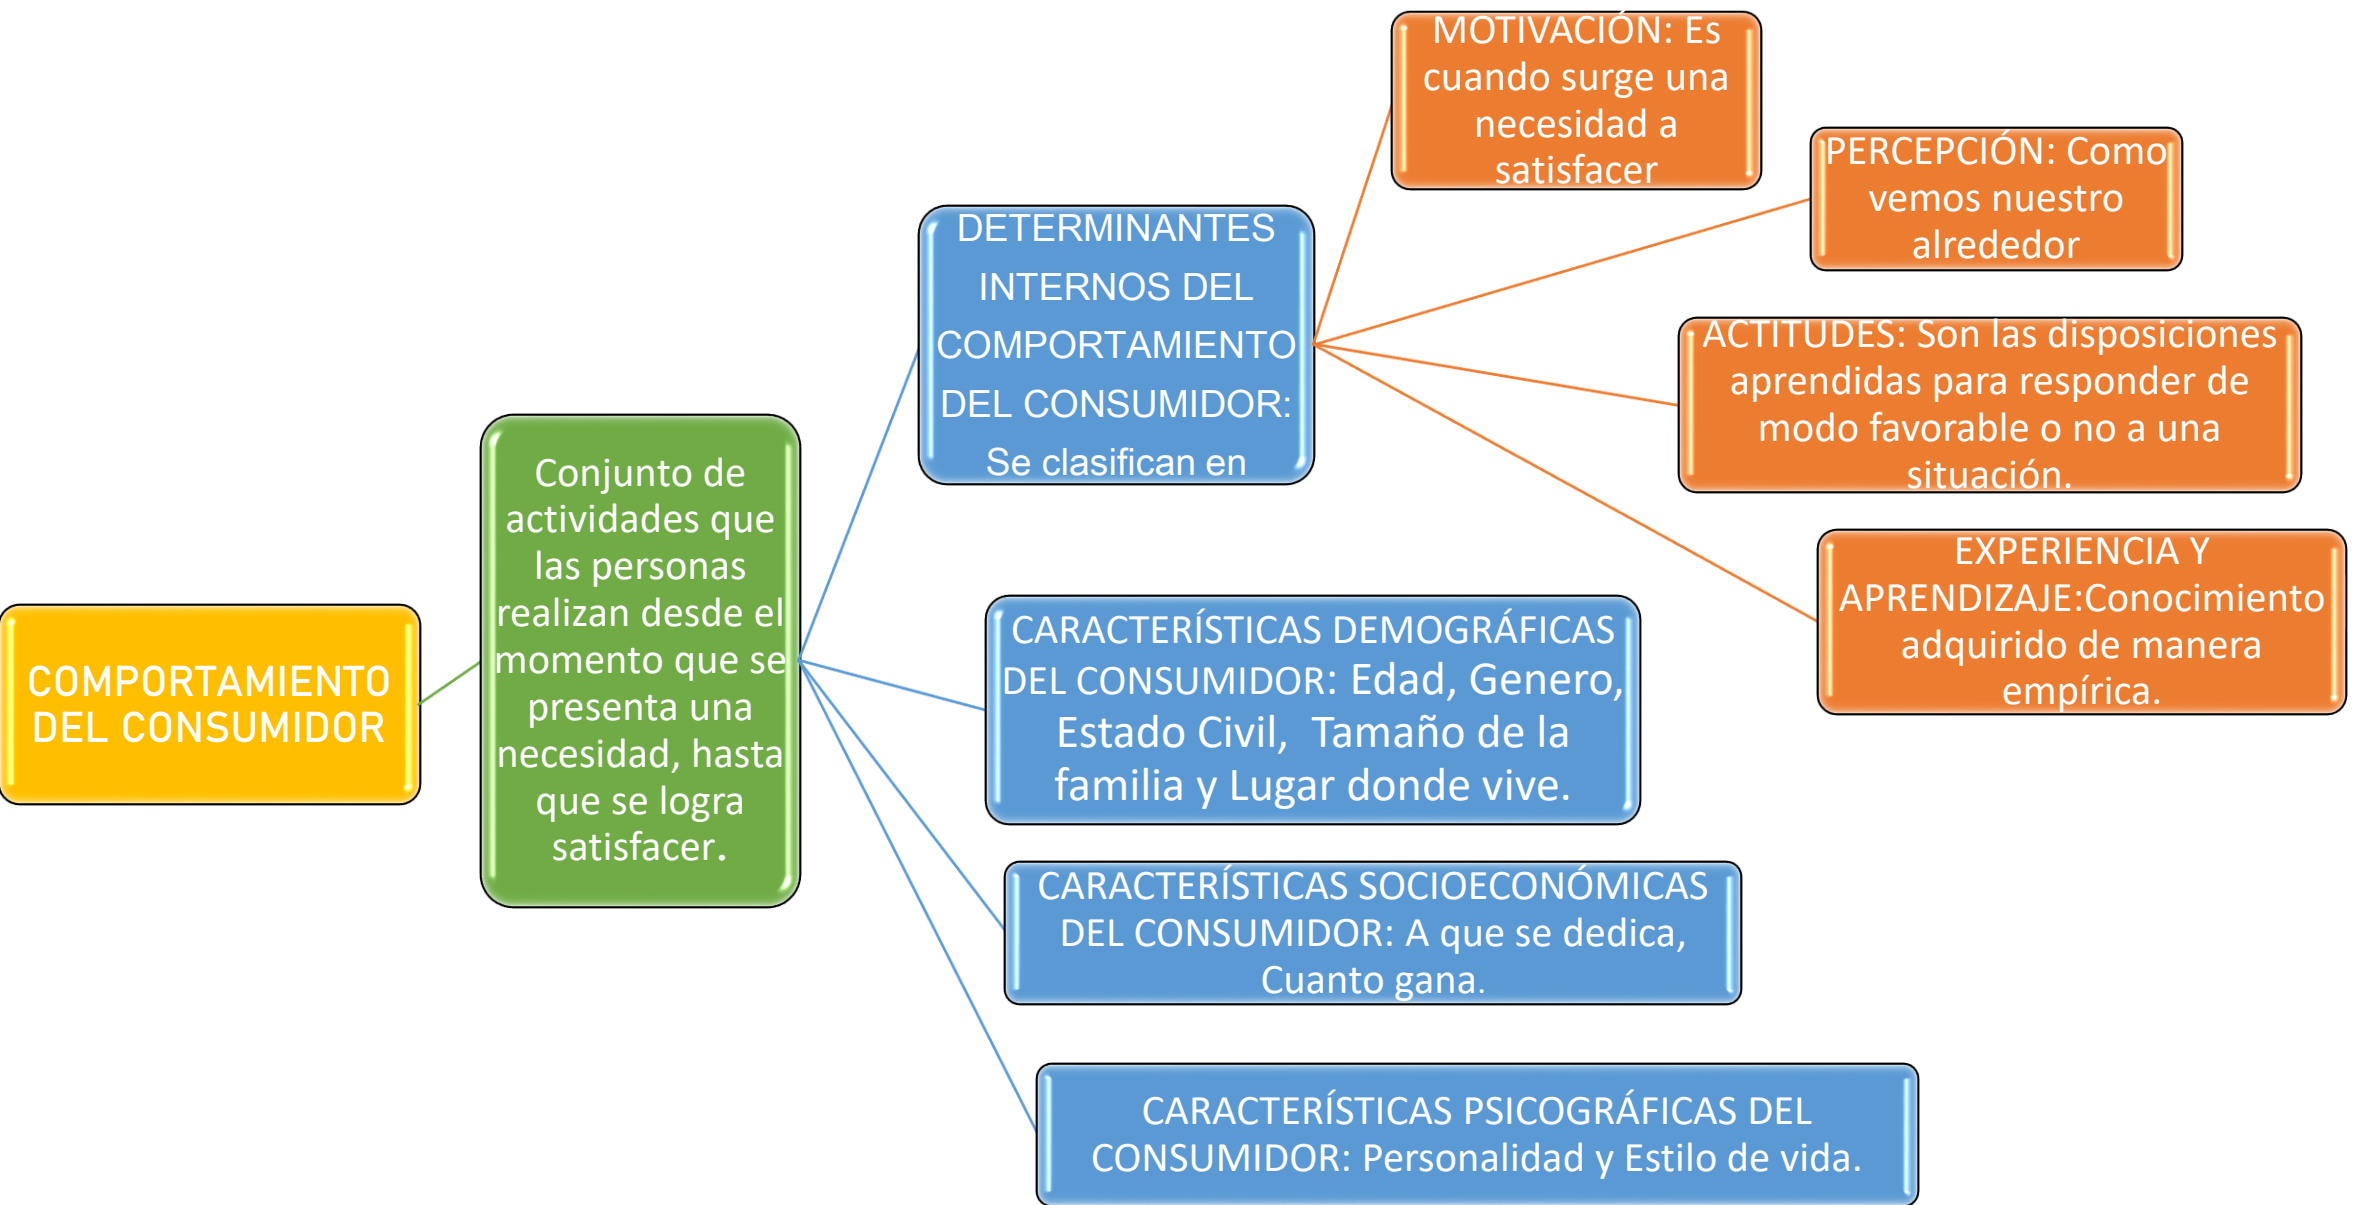 COMPORTAMIENTO
DEL CONSUMIDOR
Conjunto de
actividades que
las personas
realizan desde el
momento que se
presenta una
necesidad, hasta
que se logra
satisfacer.
DETERMINANTES
INTERNOS DEL
COMPORTAMIENTO
DEL CONSUMIDOR:
Se clasifican en
MOTIVACIÓN: Es
cuando surge una
necesidad a
satisfacer
PERCEPCIÓN: Como
vemos nuestro
alrededor
ACTITUDES: Son las disposiciones
aprendidas para responder de
modo favorable o no a una
situación.
EXPERIENCIA Y
APRENDIZAJE:Conocimiento
adquirido de manera
empírica.
CARACTERÍSTICAS DEMOGRÁFICAS
DEL CONSUMIDOR: Edad, Genero,
Estado Civil, Tamaño de la
familia y Lugar donde vive.
CARACTERÍSTICAS SOCIOECONÓMICAS
DEL CONSUMIDOR: A que se dedica,
Cuanto gana.
CARACTERÍSTICAS PSICOGRÁFICAS DEL
CONSUMIDOR: Personalidad y Estilo de vida.